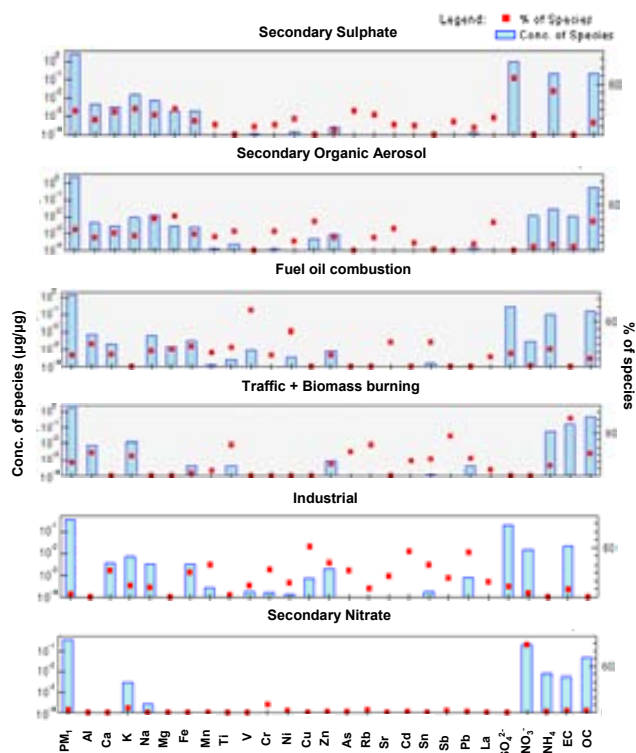 Legend: % of Species
Conc. of Species
Secondary Sulphate
Secondary Organic Aerosol
Fuel oil combustion
Traffic + Biomass burning
Industrial
Secondary Nitrate
Conc. of species (µg/µg)
% of species
PM1 Al Ca K Na Mg Fe Mn Ti V Cr Ni Cu Zn As Rb Sr Cd Sn Sb Pb La SO4²⁻ NO3⁻ NH4 EC OC